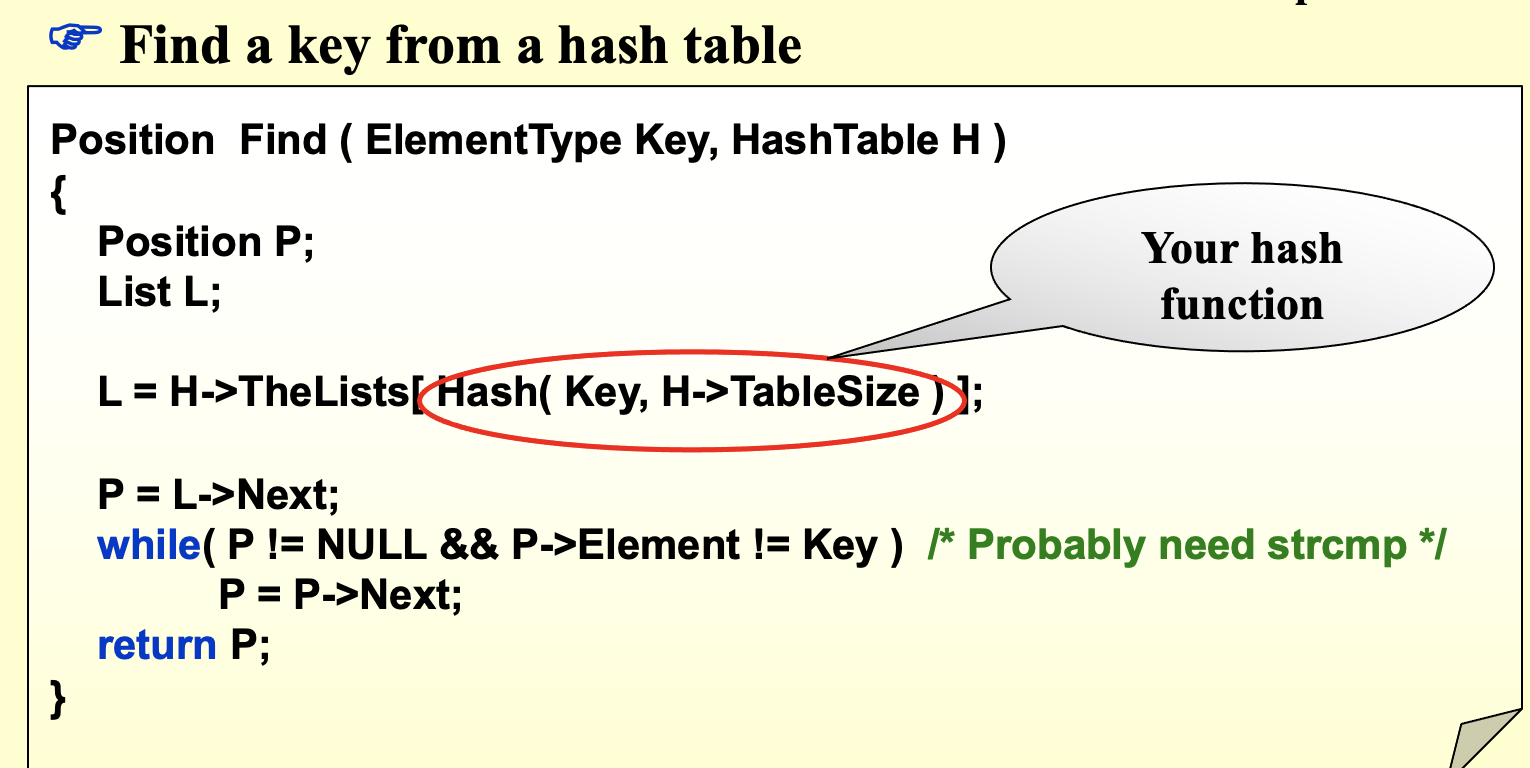 Find a key from a hash table
Position Find ( ElementType Key, HashTable H )
{
Position P;
List L;
Your hash
function
L = H->TheLists[ Hash( Key, H->TableSize ) ];
P = L->Next;
while( P != NULL && P->Element != Key ) /* Probably need strcmp */
P = P->Next;
return P;
}